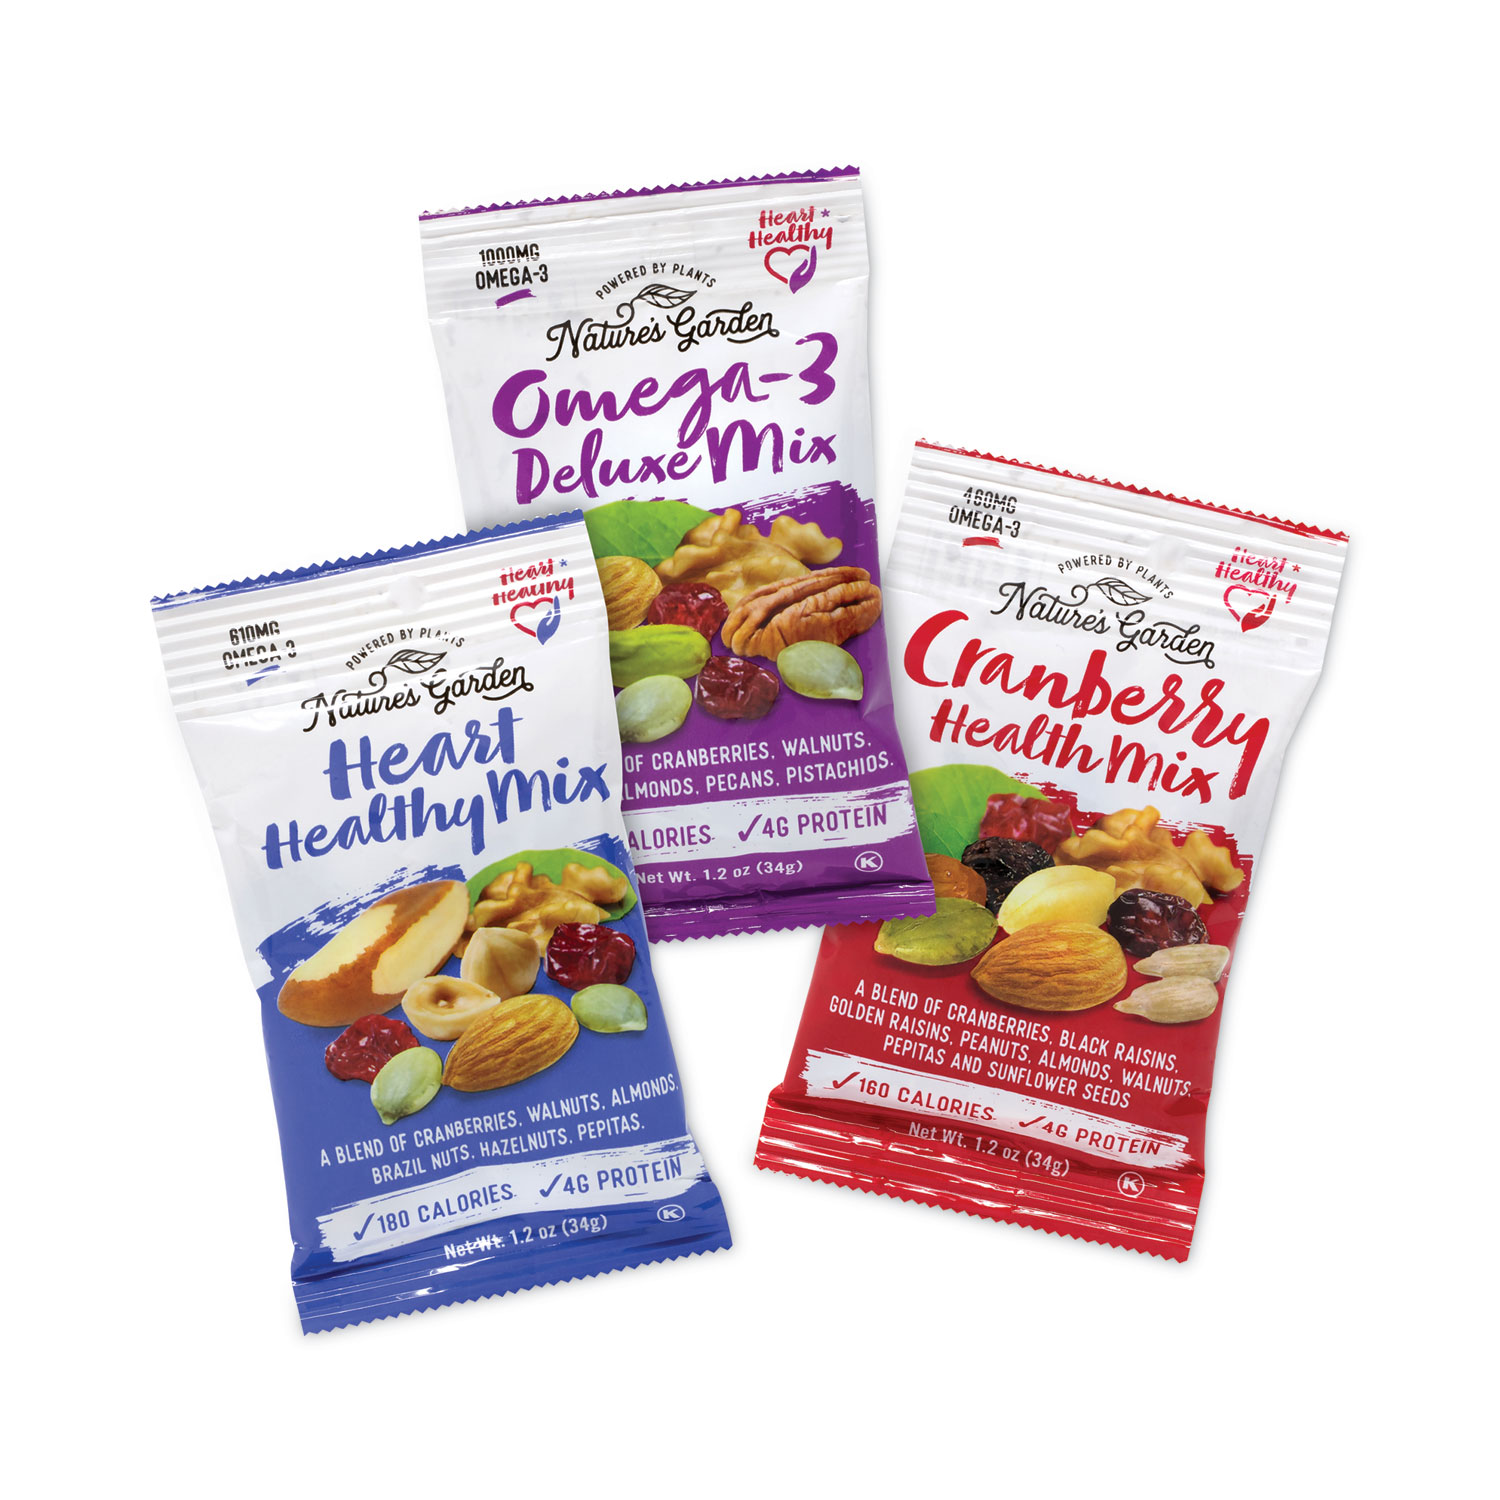 1000MG
OMEGA-3
Heart *
Healthy
POWERED BY PLANTS
Nature's Garden
Omega-3
Deluxe Mix
OF CRANBERRIES, WALNUTS,
LMONDS, PECANS, PISTACHIOS.
ALORIES ✓4G PROTEIN
Net Wt. 1.2 oz (34g)
K
610MG
OMEGA-3
Heart *
Healthy
POWERED BY PLANTS
Nature's Garden
Heart
Healthy Mix
A BLEND OF CRANBERRIES, WALNUTS, ALMONDS,
BRAZIL NUTS, HAZELNUTS, PEPITAS.
✓180 CALORIES ✓4G PROTEIN
Net Wt. 1.2 oz (34g)
K
460MG
OMEGA-3
Heart *
Healthy
POWERED BY PLANTS
Nature's Garden
Cranberry
Health Mix
A BLEND OF CRANBERRIES, BLACK RAISINS,
GOLDEN RAISINS, PEANUTS, ALMONDS, WALNUTS,
PEPITAS AND SUNFLOWER SEEDS
✓160 CALORIES ✓4G PROTEIN
Net Wt. 1.2 oz (34g)
K